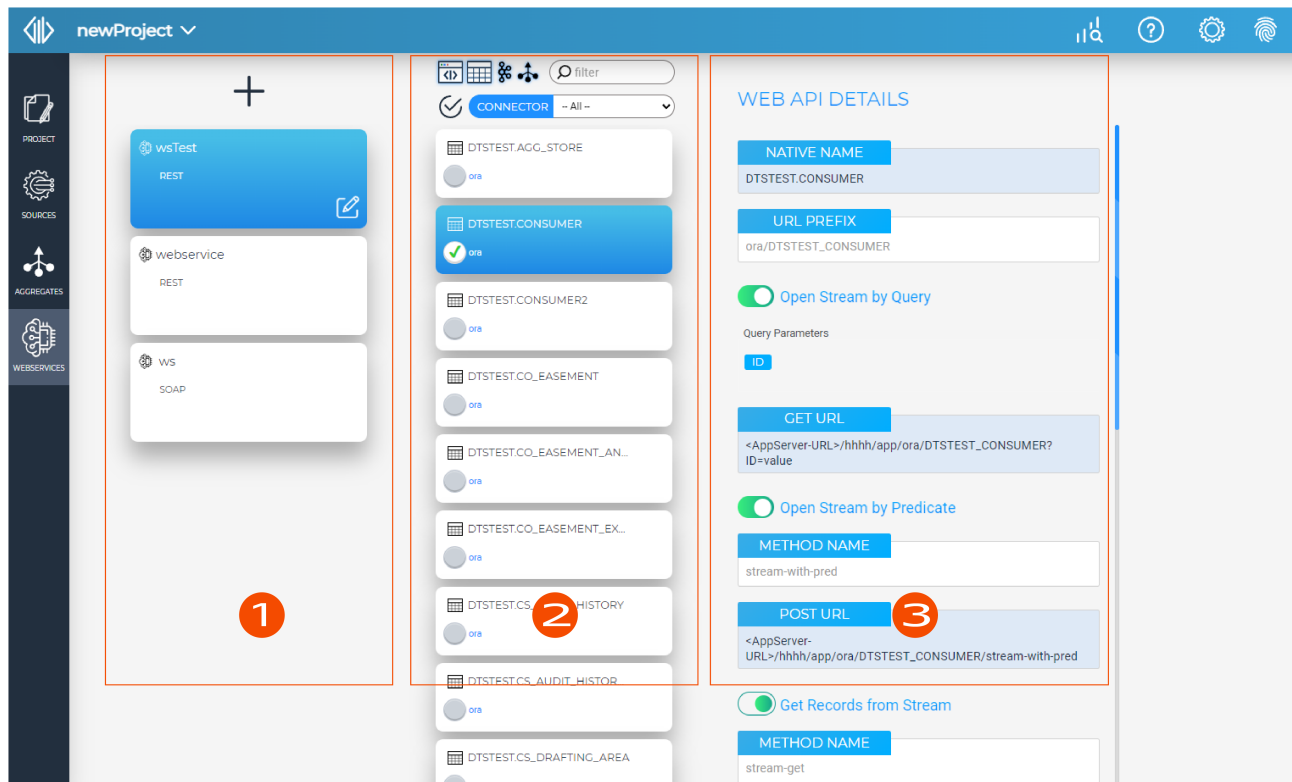 newProject
PROJECT
SOURCES
AGGREGATES
WEBSERVICES
wsTest
REST
webservice
REST
ws
SOAP
1
filter
CONNECTOR
-- All --
DTSTEST.AGG_STORE
ora
DTSTEST.CONSUMER
ora
DTSTEST.CONSUMER2
ora
DTSTEST.CO_EASEMENT
ora
DTSTEST.CO_EASEMENT_AN...
ora
DTSTEST.CO_EASEMENT_EX...
ora
DTSTEST.CS_ HISTORY
ora
2
DTSTEST.CS_AUDIT_HISTOR
ora
DTSTEST.CS_DRAFTING_AREA
WEB API DETAILS
NATIVE NAME
DTSTEST.CONSUMER
URL PREFIX
ora/DTSTEST_CONSUMER
Open Stream by Query
Query Parameters
ID
GET URL
<AppServer-URL>/hhhh/app/ora/DTSTEST_CONSUMER?
ID=value
Open Stream by Predicate
METHOD NAME
stream-with-pred
POST URL
3
<AppServer-
URL>/hhhh/app/ora/DTSTEST_CONSUMER/stream-with-pred
Get Records from Stream
METHOD NAME
stream-get